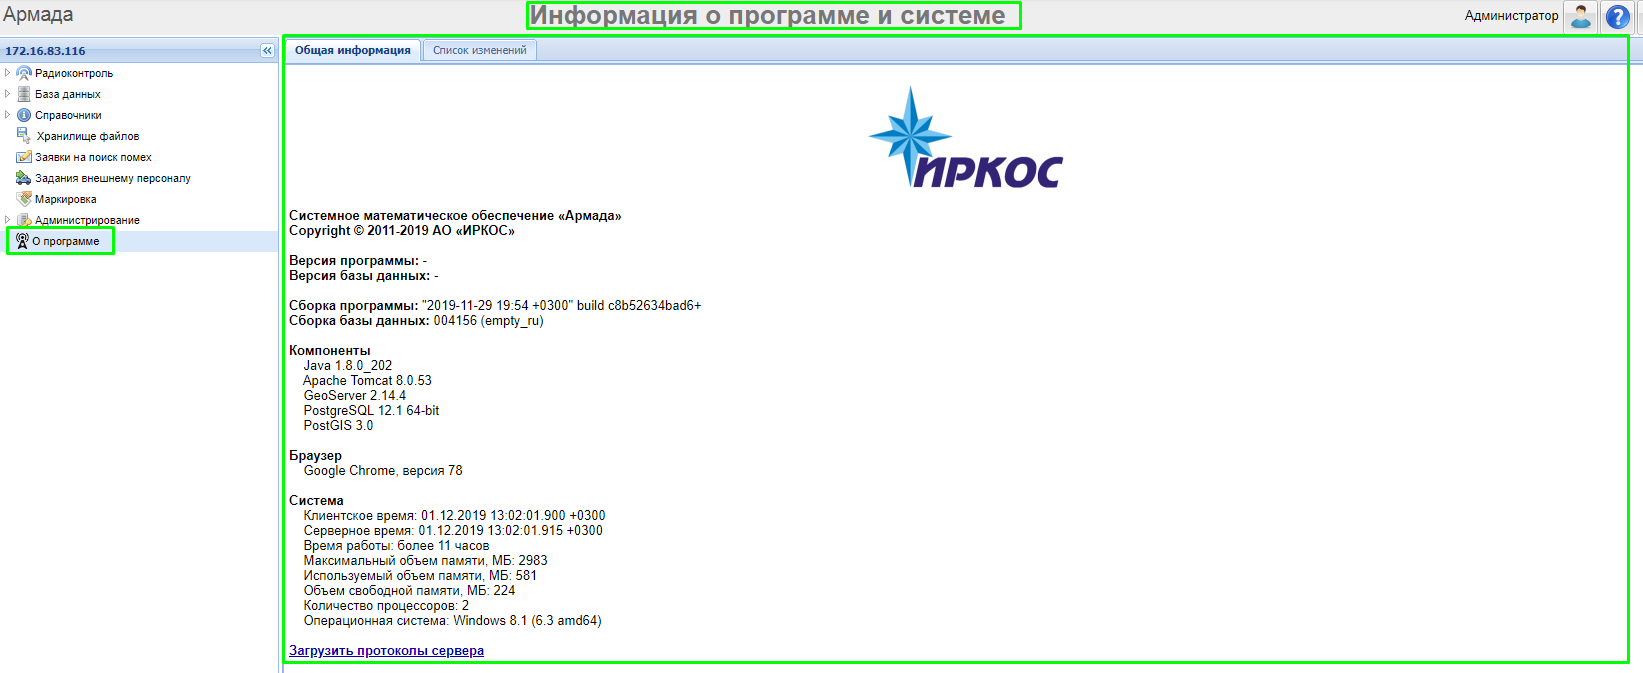 Армада
Информация о программе и системе
Администратор
172.16.83.116
Радиоконтроль
База данных
Справочники
Хранилище файлов
Заявки на поиск помех
Задания внешнему персоналу
Маркировка
Администрирование
О программе
Общая информация
Список изменений
ИРКОС
Системное математическое обеспечение «Армада»
Copyright © 2011-2019 АО «ИРКОС»
Версия программы: -
Версия базы данных: -
Сборка программы: "2019-11-29 19:54 +0300" build c8b52634bad6+
Сборка базы данных: 004156 (empty_ru)
Компоненты
Java 1.8.0_202
Apache Tomcat 8.0.53
GeoServer 2.14.4
PostgreSQL 12.1 64-bit
PostGIS 3.0
Браузер
Google Chrome, версия 78
Система
Клиентское время: 01.12.2019 13:02:01.900 +0300
Серверное время: 01.12.2019 13:02:01.915 +0300
Время работы: более 11 часов
Максимальный объем памяти, МБ: 2983
Используемый объем памяти, МБ: 581
Объем свободной памяти, МБ: 224
Количество процессоров: 2
Операционная система: Windows 8.1 (6.3 amd64)
Загрузить протоколы сервера